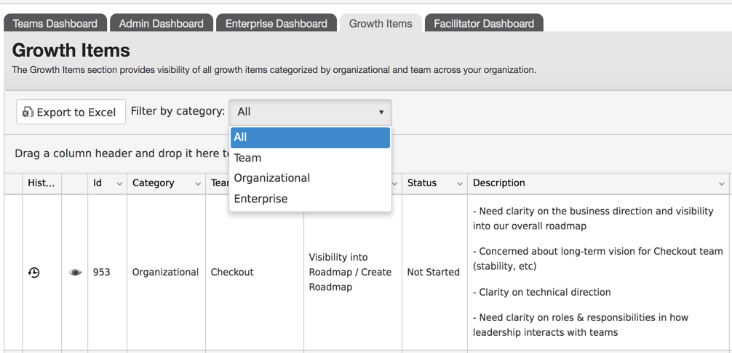 Teams Dashboard Admin Dashboard Enterprise Dashboard Growth Items Facilitator Dashboard
Growth Items
The Growth Items section provides visibility of all growth items categorized by organizational and team across your organization.
Export to Excel Filter by category: All
All
Team
Organizational
Enterprise
Drag a column header and drop it here
Hist... Id Category Status Description
953 Organizational Checkout
Visibility into
Roadmap / Create
Roadmap
Not Started
- Need clarity on the business direction and visibility
into our overall roadmap
- Concerned about long-term vision for Checkout team
(stability, etc)
- Clarity on technical direction
- Need clarity on roles & responsibilities in how
leadership interacts with teams